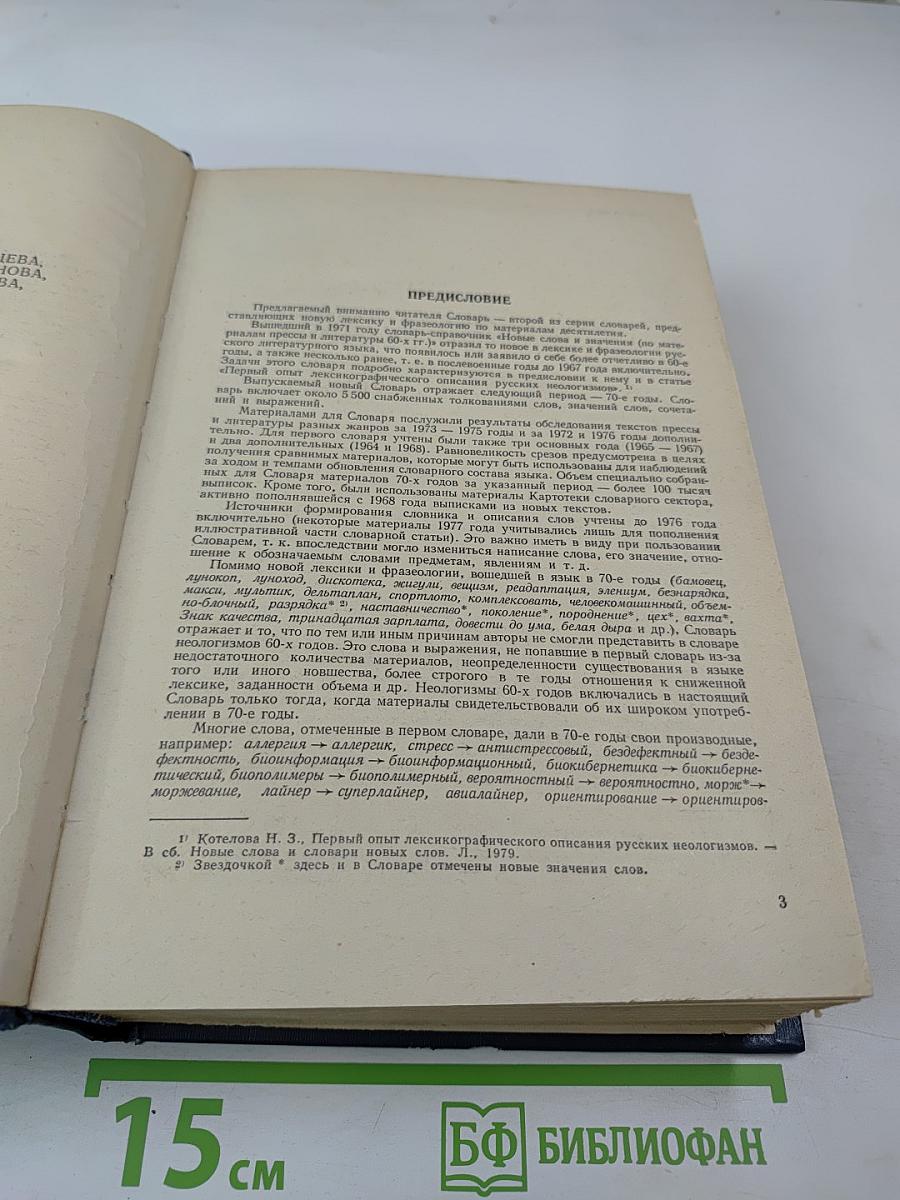 ЦЕВА,
НОВА,
ВА,
ПРЕДИСЛОВИЕ
Предлагаемый вниманию читателя Словарь — второй из серии словарей, пред-
ставляющих новую лексику и фразеологию по материалам десятилетия.
Вышедший в 1971 году словарь-справочник «Новые слова и значения (по мате-
риалам прессы и литературы 60-х гг.)» отразил то новое в лексике и фразеологии рус-
ского литературного языка, что появилось или заявило о себе более отчетливо в 60-е
годы, а также несколько ранее, т. е. в послевоенные годы до 1967 года включительно.
Задачи этого словаря подробно характеризуются в предисловии к нему и в статье
«Первый опыт лексикографического описания русских неологизмов». 1)
Выпускаемый новый Словарь отражает следующий период — 70-е годы. Сло-
варь включает около 5 500 снабженных толкованиями слов, значений слов, сочета-
ний и выражений.
Материалами для Словаря послужили результаты обследования текстов прессы
и литературы разных жанров за 1973 — 1975 годы и за 1972 и 1976 годы дополни-
тельно. Для первого словаря учтены были также три основных года (1965 — 1967)
и два дополнительных (1964 и 1968). Равновеликость срезов предусмотрена в целях
получения сравнимых материалов, которые могут быть использованы для наблюдений
за ходом и темпами обновления словарного состава языка. Объем специально собран-
ных для Словаря материалов 70-х годов за указанный период — более 100 тысяч
выписок. Кроме того, были использованы материалы Картотеки словарного сектора,
активно пополнявшейся с 1968 года выписками из новых текстов.
Источники формирования словника и описания слов учтены до 1976 года
включительно (некоторые материалы 1977 года учитывались лишь для пополнения
иллюстративной части словарной статьи). Это важно иметь в виду при пользовании
Словарем, т. к. впоследствии могло измениться написание слова, его значение, отно-
шение к обозначаемым словами предметам, явлениям и т. д.
Помимо новой лексики и фразеологии, вошедшей в язык в 70-е годы (бамовец,
лунокоп, луноход, дискотека, жигули, вещизм, реадаптация, элениум, безнарядка,
макси, мультик, дельтаплан, спортлото, комплексовать, человекомашинный, объем-
но-блочный, разрядка* 2), наставничество*, поколение*, породнение*, цех*, вахта*,
Знак качества, тринадцатая зарплата, довести до ума, белая дыра и др.), Словарь
отражает и то, что по тем или иным причинам авторы не смогли представить в словаре
неологизмов 60-х годов. Это слова и выражения, не попавшие в первый словарь из-за
недостаточного количества материалов, неопределенности существования в языке
того или иного новшества, более строгого в те годы отношения к сниженной
лексике, заданности объема и др. Неологизмы 60-х годов включались в настоящий
Словарь только тогда, когда материалы свидетельствовали об их широком употреб-
лении в 70-е годы.
Многие слова, отмеченные в первом словаре, дали в 70-е годы свои производные,
например: аллергия → аллергик, стресс → антистрессовый, бездефектный → безде-
фектность, биоинформация → биоинформационный, биокибернетика → биокиберне-
тический, биополимеры → биополимерный, вероятностный → вероятностно, морж*→
моржевание, лайнер → суперлайнер, авиалайнер, ориентирование → ориентиров-
1) Котелова Н. З., Первый опыт лексикографического описания русских неологизмов. —
В сб. Новые слова и словари новых слов. Л., 1979.
2) Звездочкой * здесь и в Словаре отмечены новые значения слов.
3
15 см
БФ БИБЛИОФАН